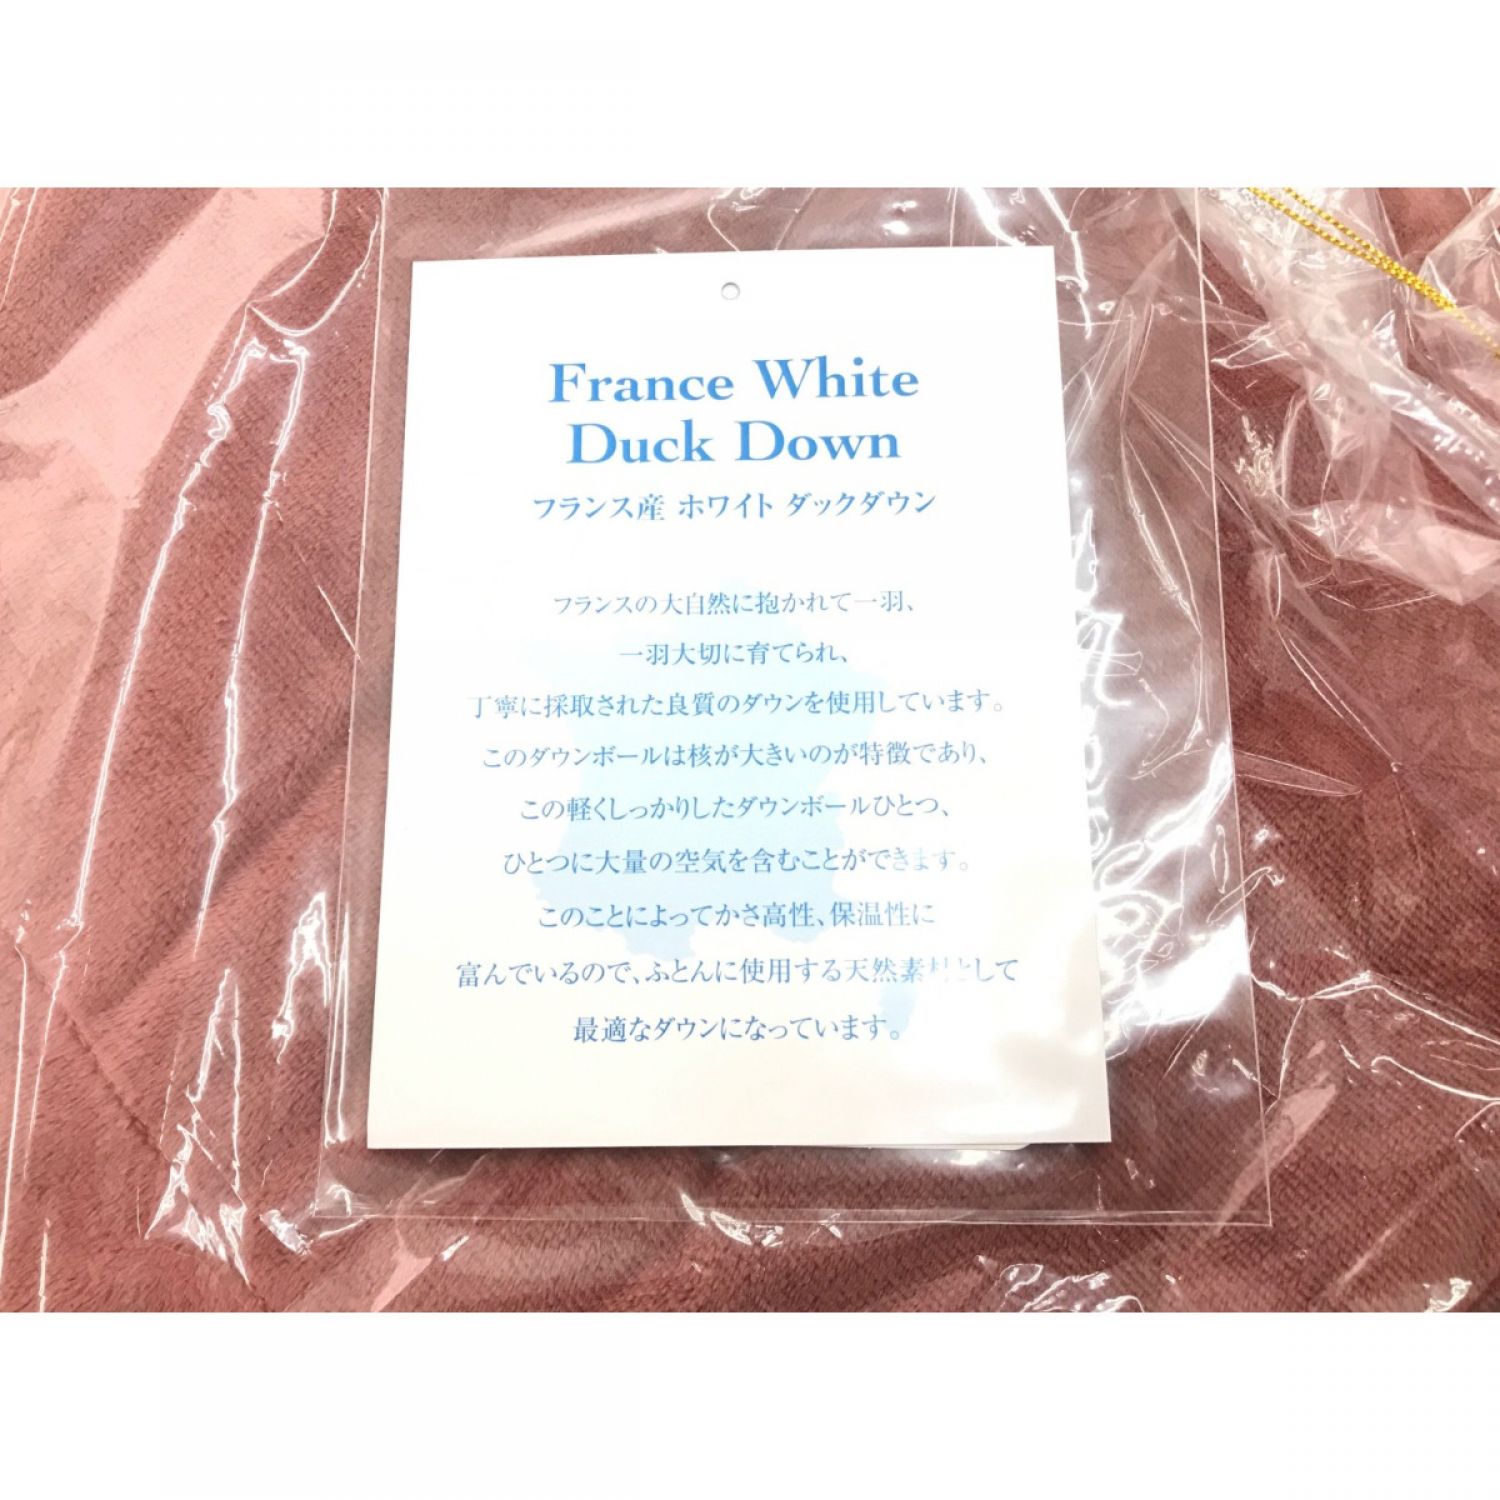 France White
Duck Down
フランス産 ホワイト ダックダウン
フランスの大自然に抱かれて一羽、
一羽大切に育てられ、
丁寧に採取された良質のダウンを使用しています。
このダウンボールは核が大きいのが特徴であり、
この軽くしっかりしたダウンボールひとつ、
ひとつに大量の空気を含むことができます。
このことによってかさ高性、保温性に
富んでいるので、ふとんに使用する天然素材として
最適なダウンになっています。